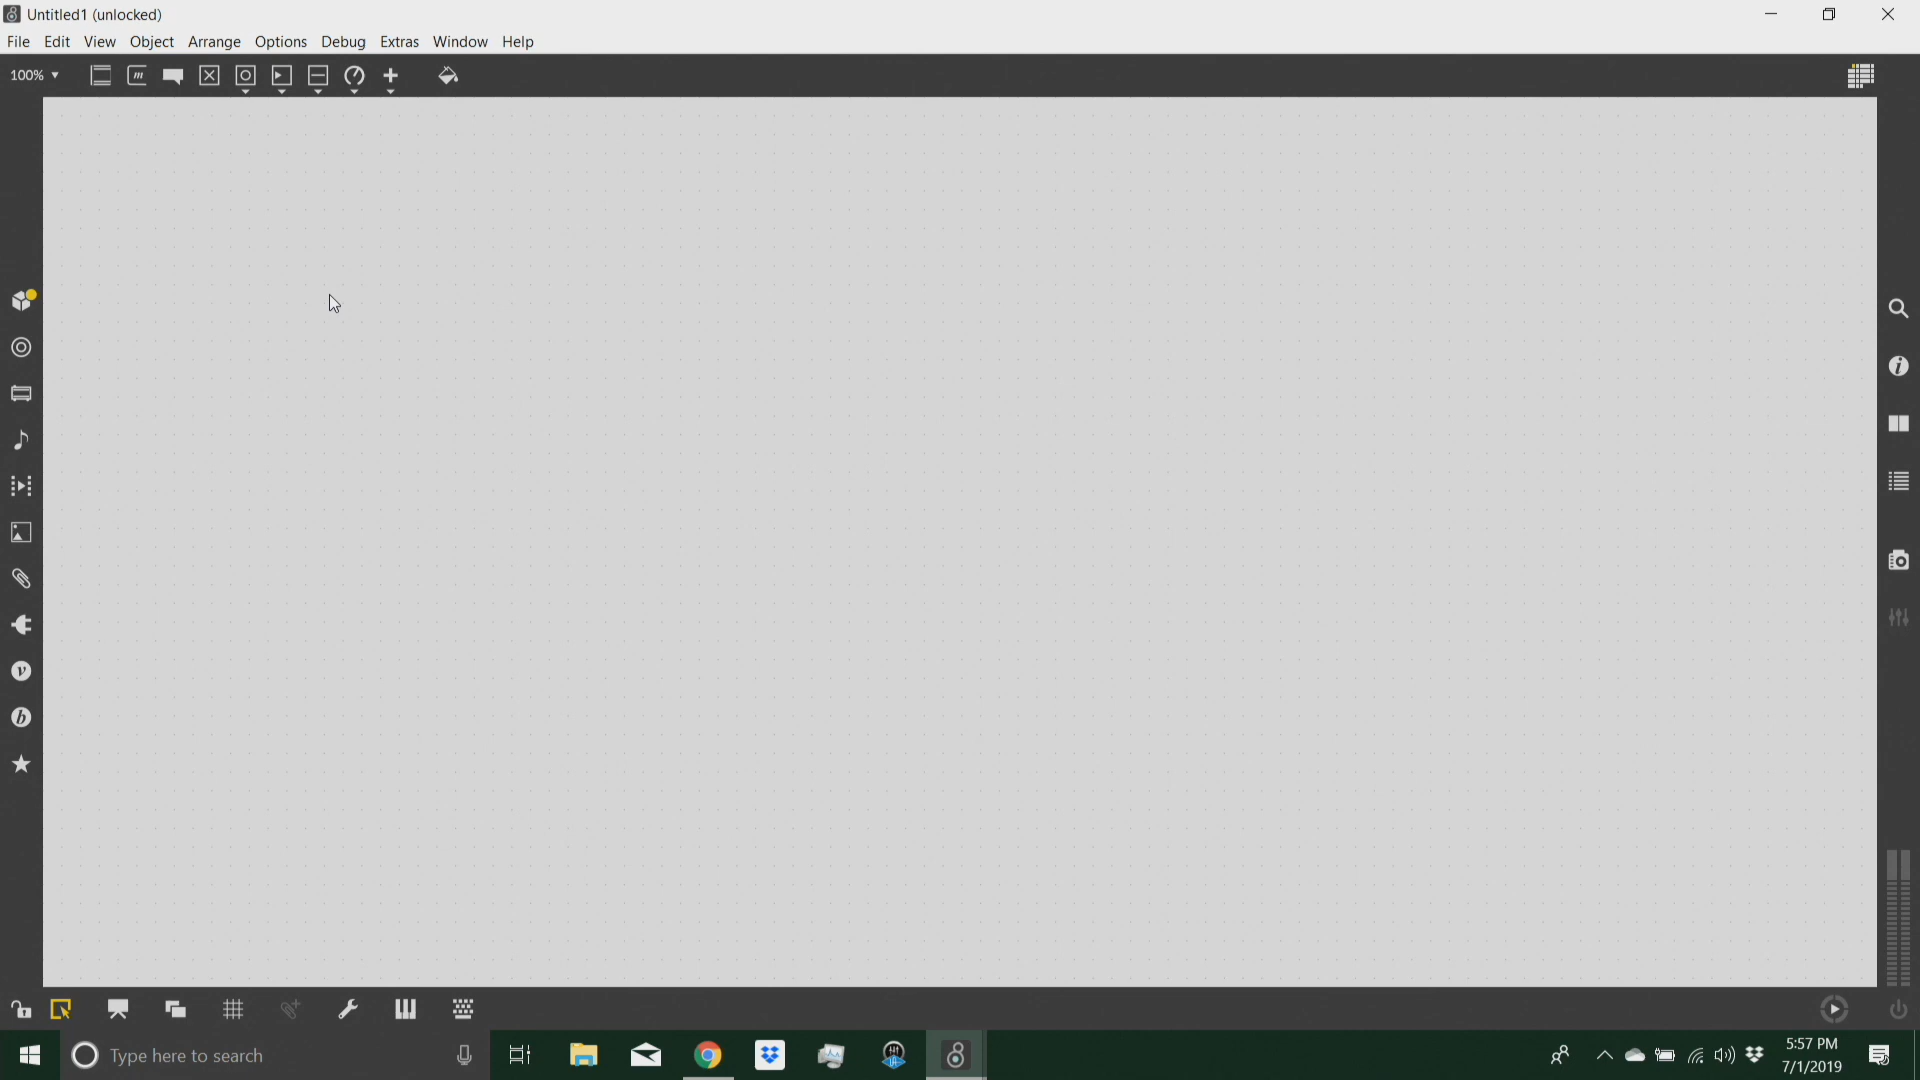 Untitled1 (unlocked)
File Edit View Object Arrange Options Debug Extras Window Help
100%
Type here to search
5:57 PM
7/1/2019